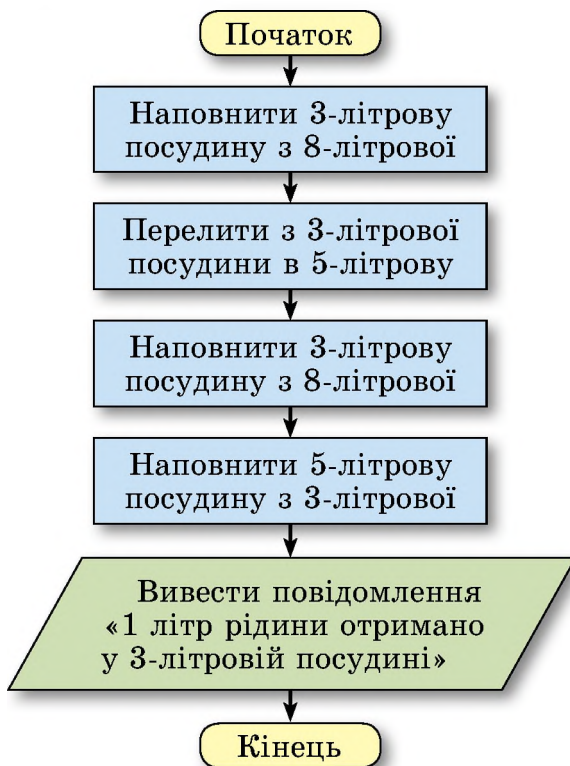 Початок
Наповнити 3-літрову
посудину з 8-літрової
Перелити з 3-літрової
посудини в 5-літрову
Наповнити 3-літрову
посудину з 8-літрової
Наповнити 5-літрову
посудину з 3-літрової
Вивести повідомлення
«1 літр рідини отримано
у 3-літровій посудині»
Кінець